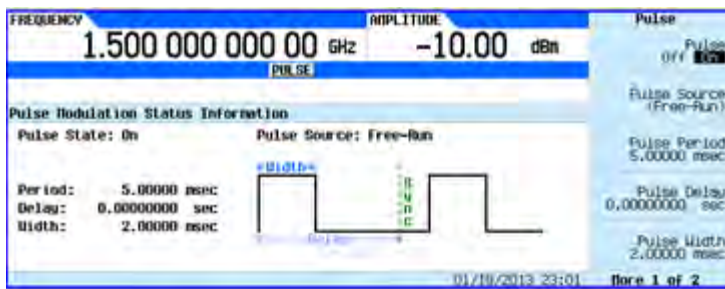 FREQUENCY
AMPLITUDE
1.500 000 000 00 GHz
-10.00 dBm
PULSE
Pulse Modulation Status Information
Pulse State: On
Pulse Source: Free-Run
Period: 5.00000 msec
Delay: 0.00000000 sec
Width: 2.00000 msec
Width
Sync
Delay
01/19/2013 23:01
Pulse
Pulse
Off On
Pulse Source
(Free-Run)
Pulse Period
5.00000 msec
Pulse Delay
0.00000000 sec
Pulse Width
2.00000 msec
More 1 of 2